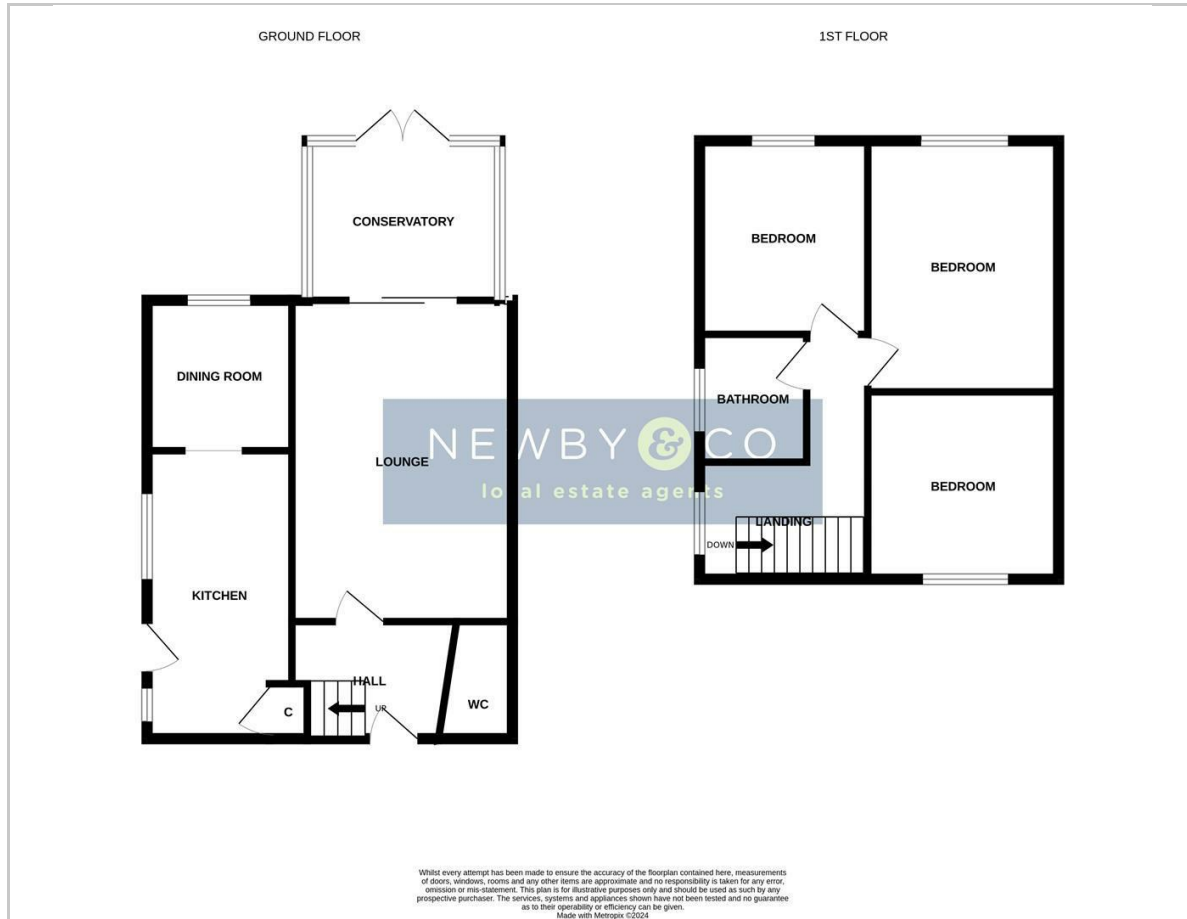 GROUND FLOOR
1ST FLOOR
CONSERVATORY
DINING ROOM
LOUNGE
KITCHEN
HALL
UP
C
WC
BEDROOM
BEDROOM
BATHROOM
BEDROOM
LANDING
DOWN
NEWBY & CO
local estate agents
Whilst every attempt has been made to ensure the accuracy of the floorplan contained here, measurements
of doors, windows, rooms and any other items are approximate and no responsibility is taken for any error,
omission or mis-statement. This plan is for illustrative purposes only and should be used as such by any
prospective purchaser. The services, systems and appliances shown have not been tested and no guarantee
as to their operability or efficiency can be given.
Made with Metropix ©2024